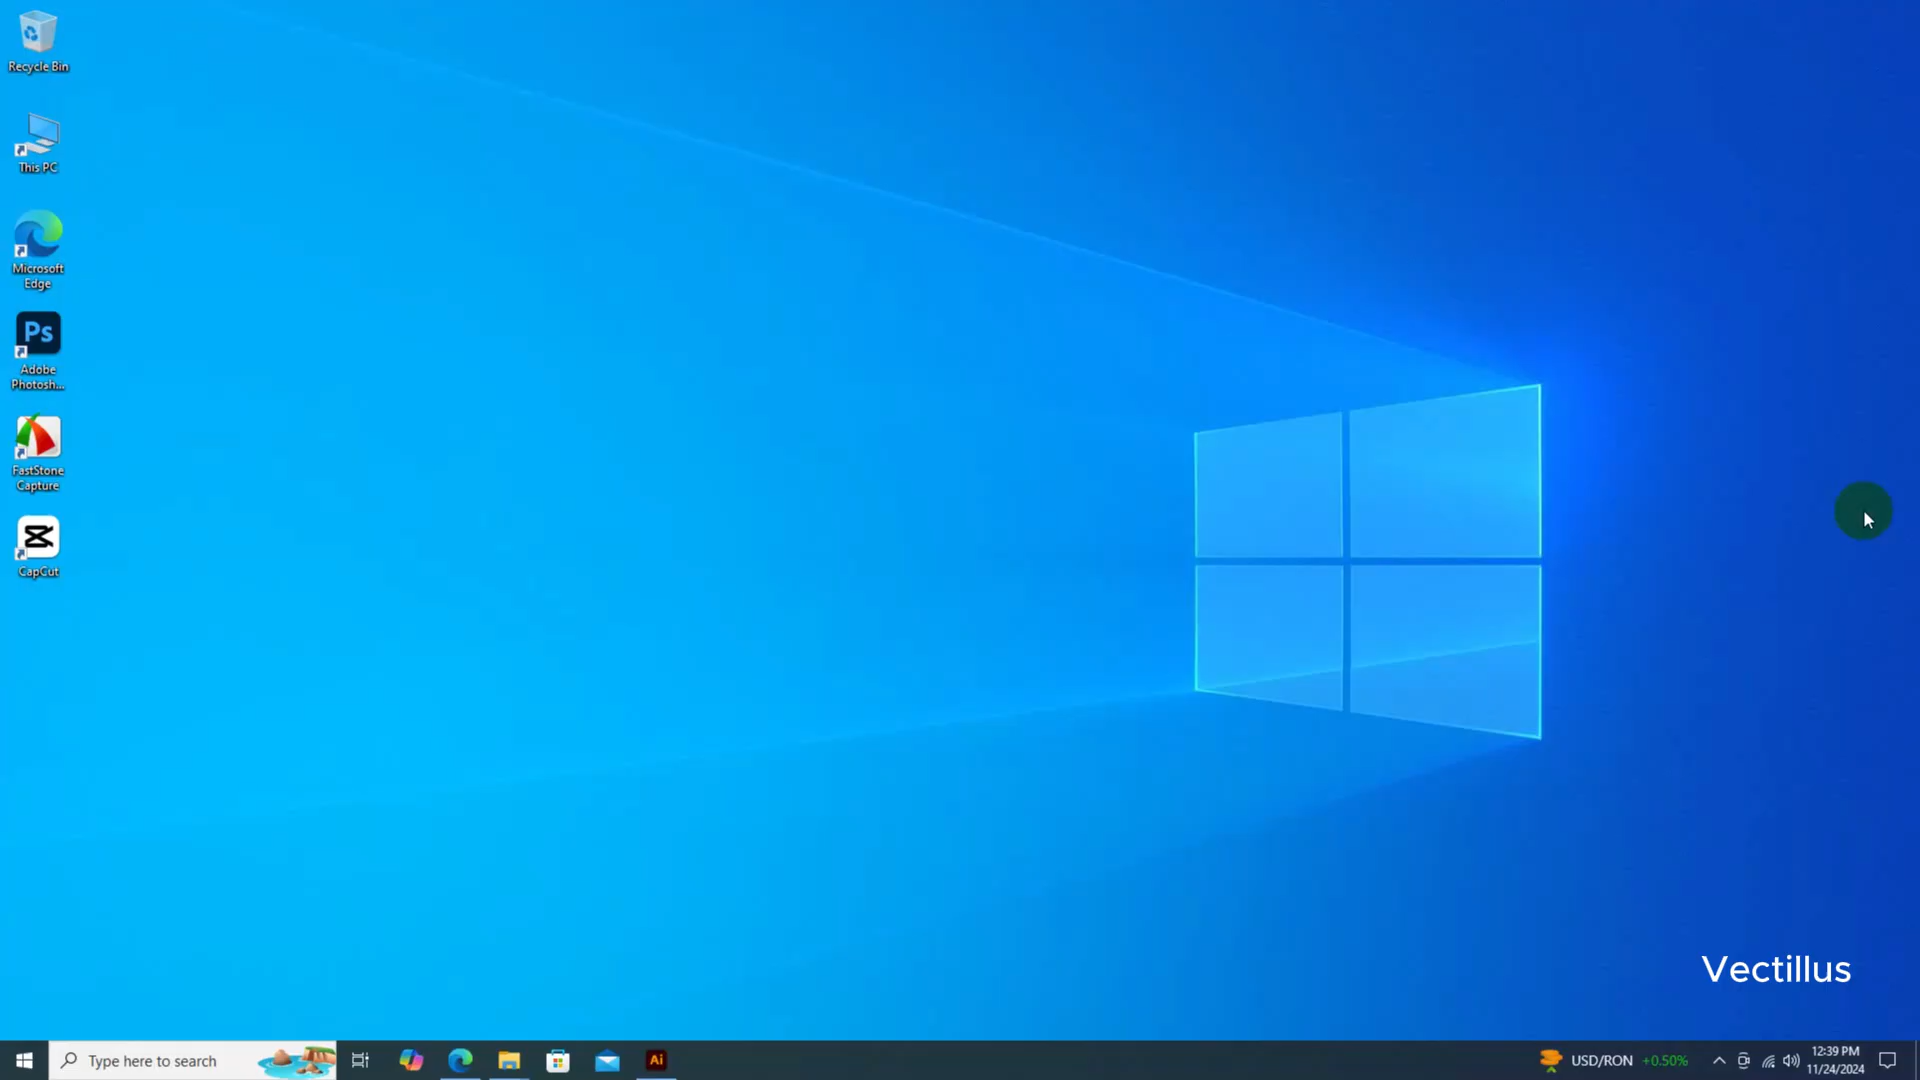 Recycle Bin
This PC
Microsoft
Edge
Ps
Adobe
Photosh...
FastStone
Capture
CapCut
Vectillus
Type here to search
Ai
USD/RON +0.50%
12:39 PM
11/24/2024